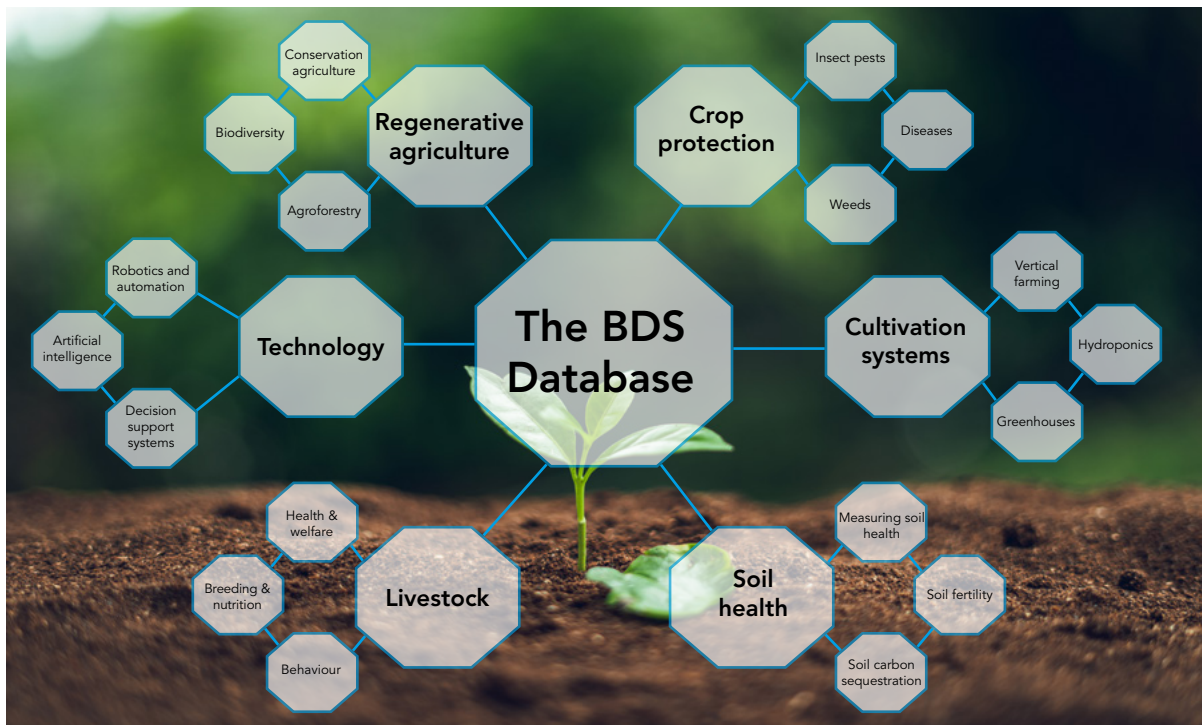 The BDS
Database
Regenerative
agriculture
Conservation
agriculture
Biodiversity
Agroforestry
Crop
protection
Insect pests
Diseases
Weeds
Technology
Robotics and
automation
Artificial
intelligence
Decision
support
systems
Cultivation
systems
Vertical
farming
Hydroponics
Greenhouses
Livestock
Health &
welfare
Breeding &
nutrition
Behaviour
Soil
health
Measuring soil
health
Soil fertility
Soil carbon
sequestration